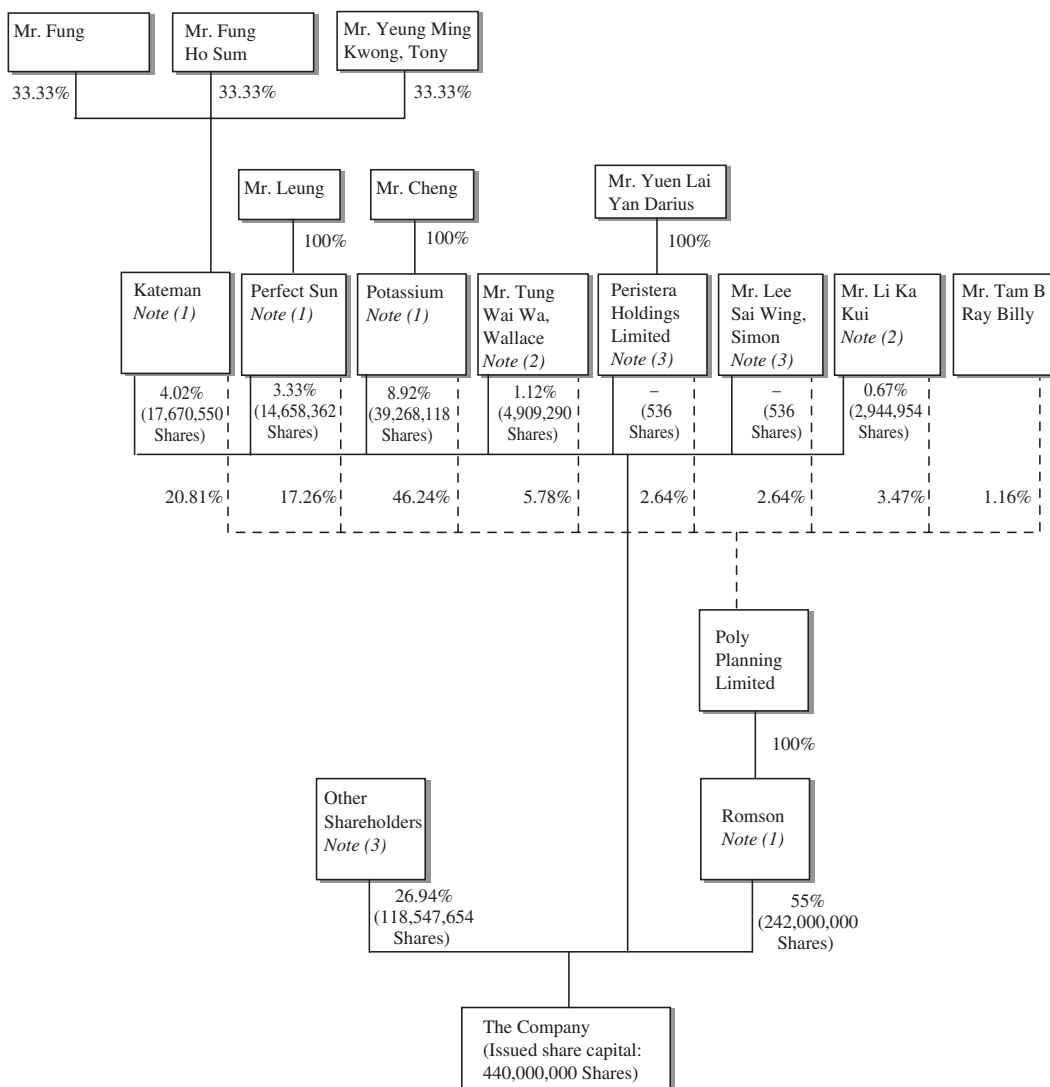 Mr. Fung
Mr. Fung
Ho Sum
Mr. Yeung Ming
Kwong, Tony
33.33%
33.33%
33.33%
Mr. Leung
Mr. Cheng
Mr. Yuen Lai
Yan Darius
100%
100%
100%
Kateman
Note (1)
Perfect Sun
Note (1)
Potassium
Note (1)
Mr. Tung
Wai Wa,
Wallace
Note (2)
Peristera
Holdings
Limited
Note (3)
Mr. Lee
Sai Wing,
Simon
Note (3)
Mr. Li Ka
Kui
Note (2)
Mr. Tam B
Ray Billy
4.02%
(17,670,550
Shares)
3.33%
(14,658,362
Shares)
8.92%
(39,268,118
Shares)
1.12%
(4,909,290
Shares)
–
(536
Shares)
–
(536
Shares)
0.67%
(2,944,954
Shares)
20.81%
17.26%
46.24%
5.78%
2.64%
2.64%
3.47%
1.16%
Poly
Planning
Limited
100%
Other
Shareholders
Note (3)
Romson
Note (1)
26.94%
(118,547,654
Shares)
55%
(242,000,000
Shares)
The Company
(Issued share capital:
440,000,000 Shares)